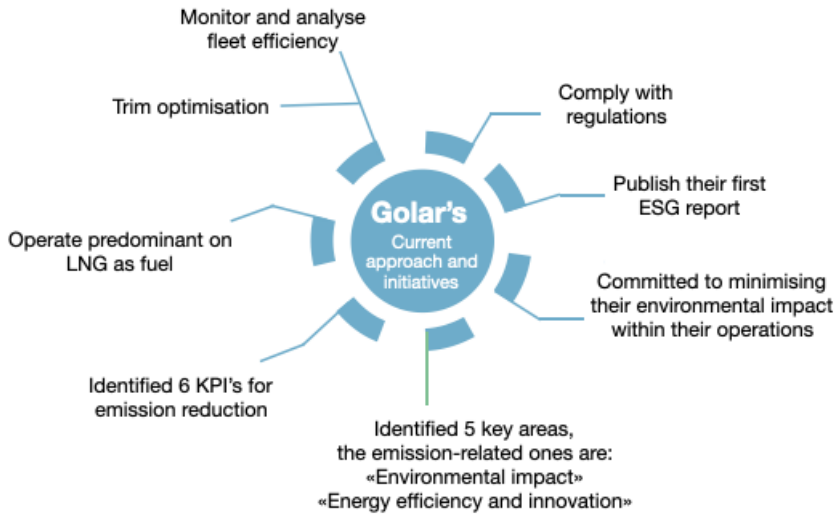 Monitor and analyse
fleet efficiency
Trim optimisation
Comply with
regulations
Publish their first
ESG report
Golar's
Current
approach and
initiatives
Operate predominant on
LNG as fuel
Committed to minimising
their environmental impact
within their operations
Identified 6 KPI's for
emission reduction
Identified 5 key areas,
the emission-related ones are:
«Environmental impact»
«Energy efficiency and innovation»